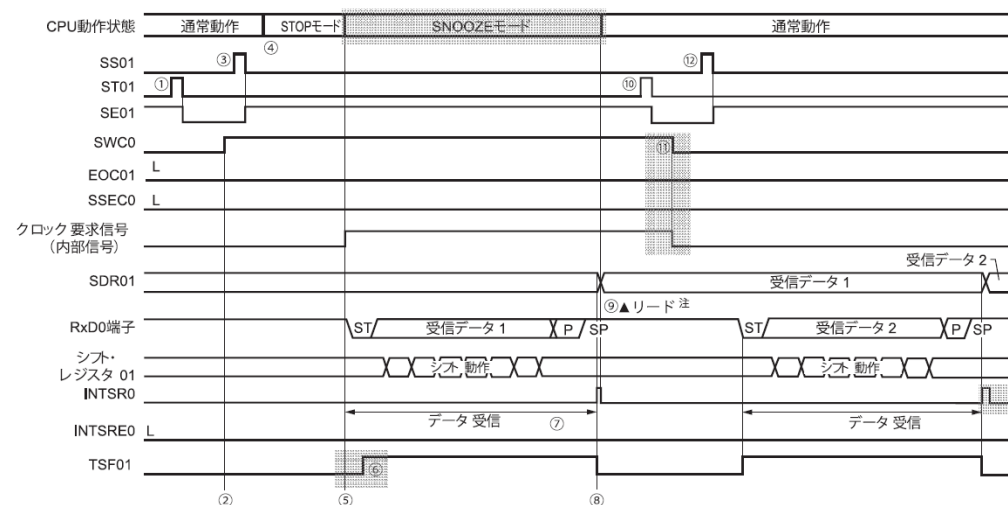 CPU動作状態 通常動作 STOPモード SNOOZEモード 通常動作
④
SS01 ③ ⑫
ST01 ① ⑩
SE01
SWC0 ⑪
EOC01 L
SSEC0 L
クロック要求信号
(内部信号)
受信データ 2
SDR01 受信データ 1
⑨▲リード 注
RxD0端子 ST 受信データ 1 P SP ST 受信データ 2 P SP
シフト・
レジスタ 01 シフト 動作 シフト 動作
INTSR0
データ 受信 ⑦ データ 受信
INTSRE0 L
TSF01 ⑥
② ⑤ ⑧